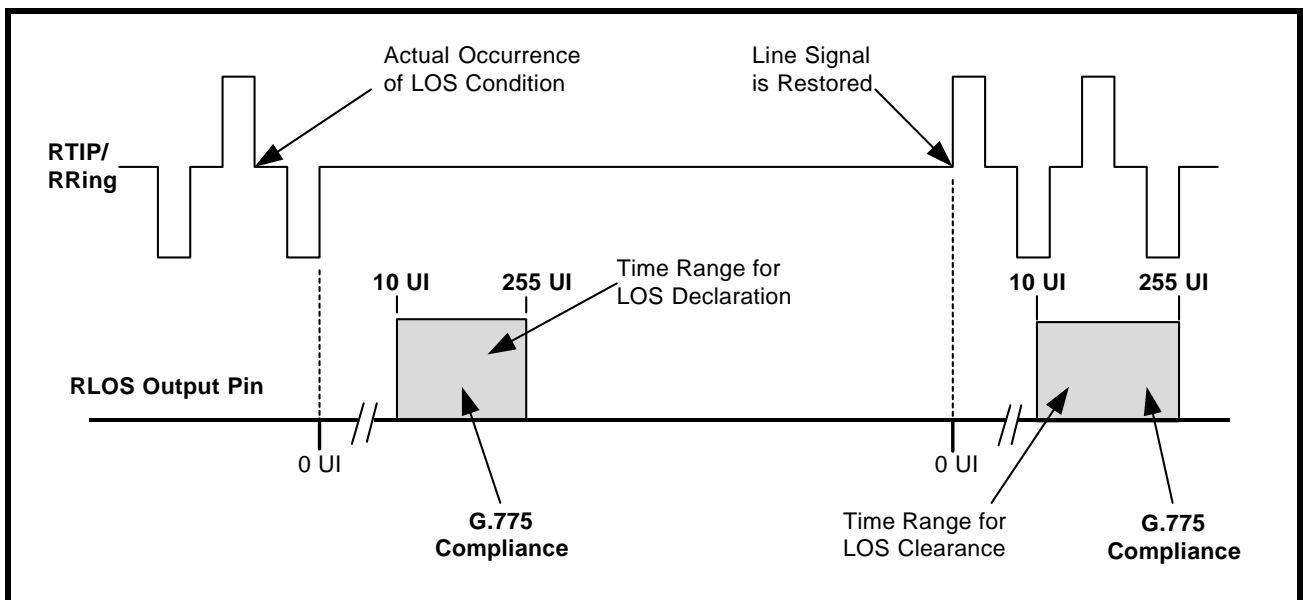 Actual Occurrence
of LOS Condition
Line Signal
is Restored
RTIP/
RRing
10 UI
255 UI
Time Range for
LOS Declaration
10 UI
255 UI
RLOS Output Pin
0 UI
0 UI
G.775
Compliance
Time Range for
LOS Clearance
G.775
Compliance